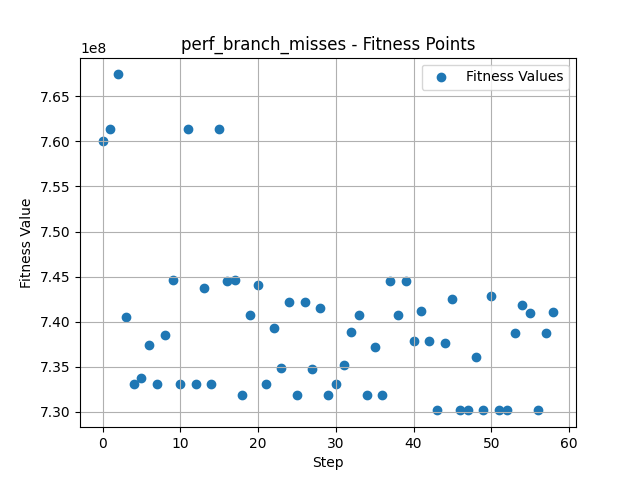 perf_branch_misses - Fitness Points
1e8
Fitness Values
7.65
7.60
7.55
7.50
7.45
7.40
7.35
7.30
Fitness Value
0 10 20 30 40 50 60
Step